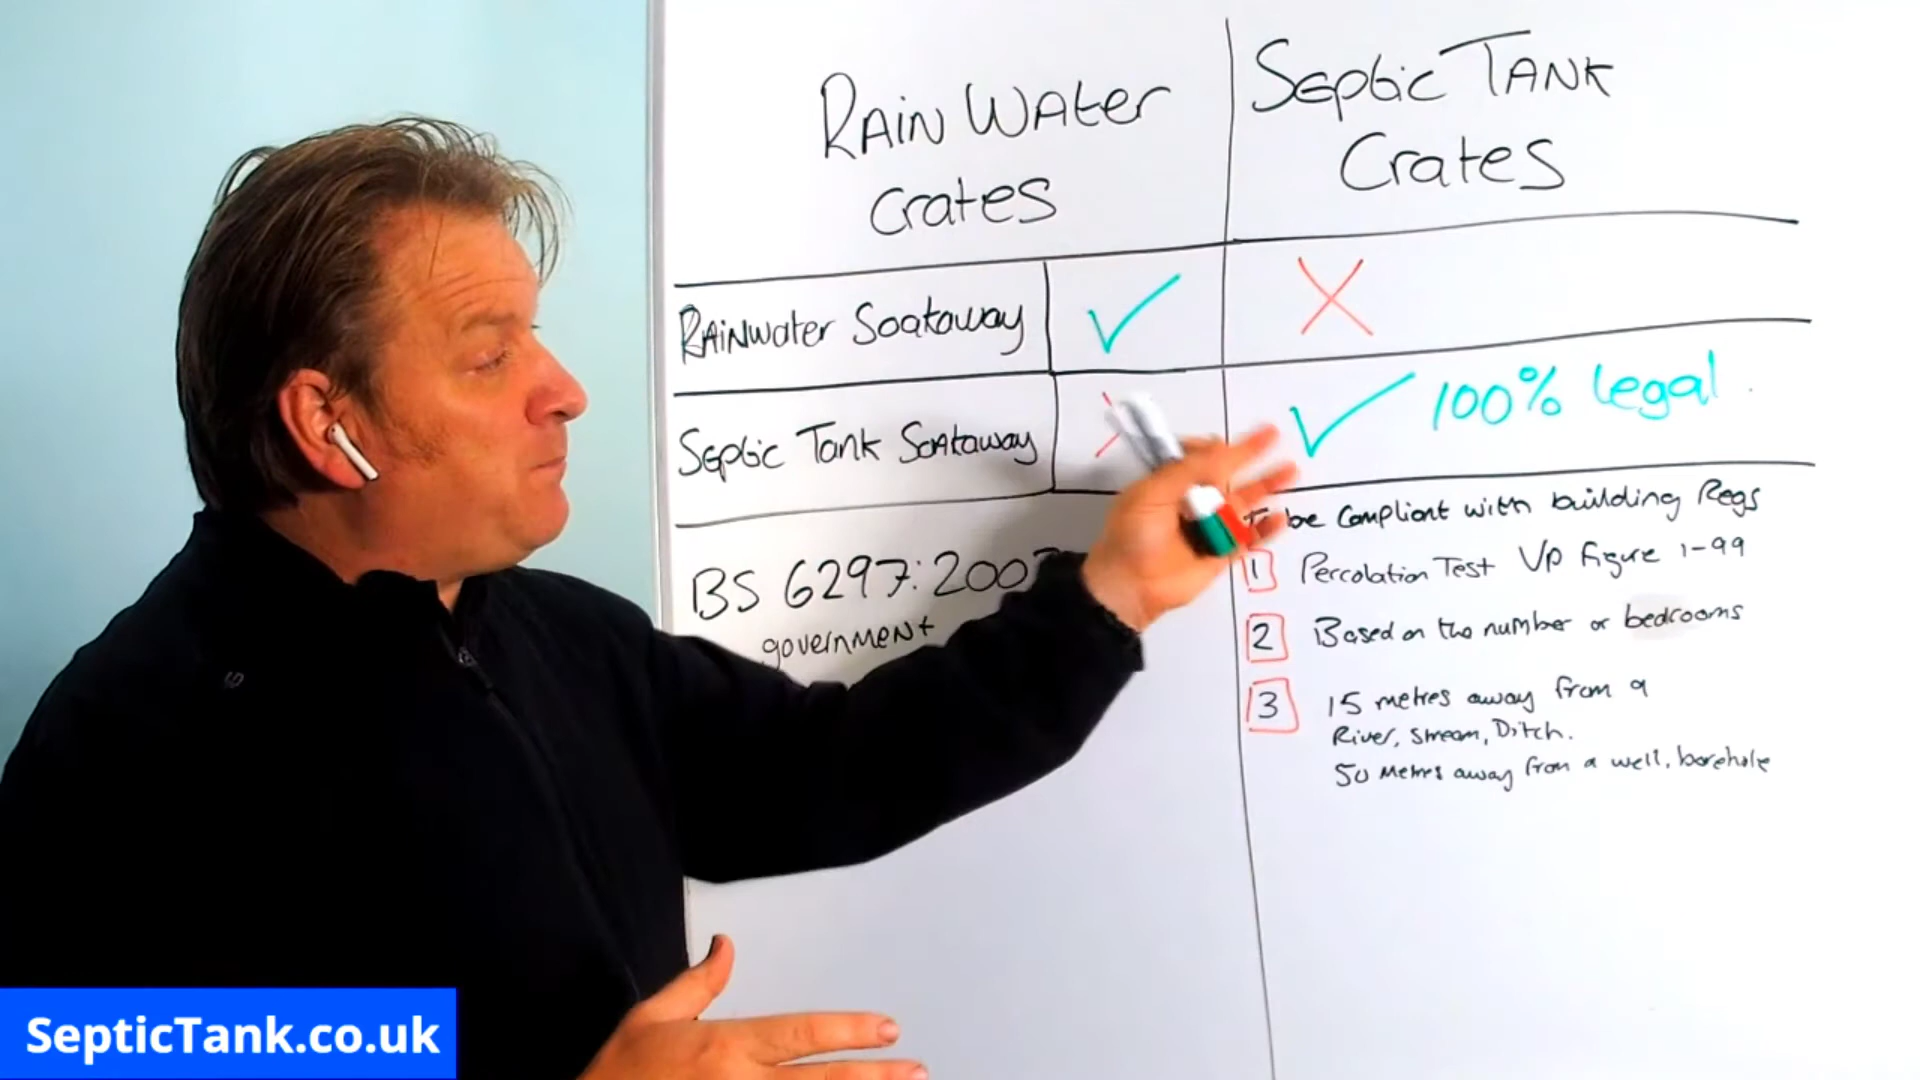 RAIN WAter
Crates
SEptic TANK
Crates
RAiNwater Soakaway
Septic Tank Soakaway
100% legal
BS 6297:200
government
be Compliant with building Regs
1 Percolation Test Vp figure 1-99
2 Based on the number of bedrooms
3 15 metres away from a
River, Stream, Ditch.
50 Metres away from a well, borehole
SepticTank.co.uk